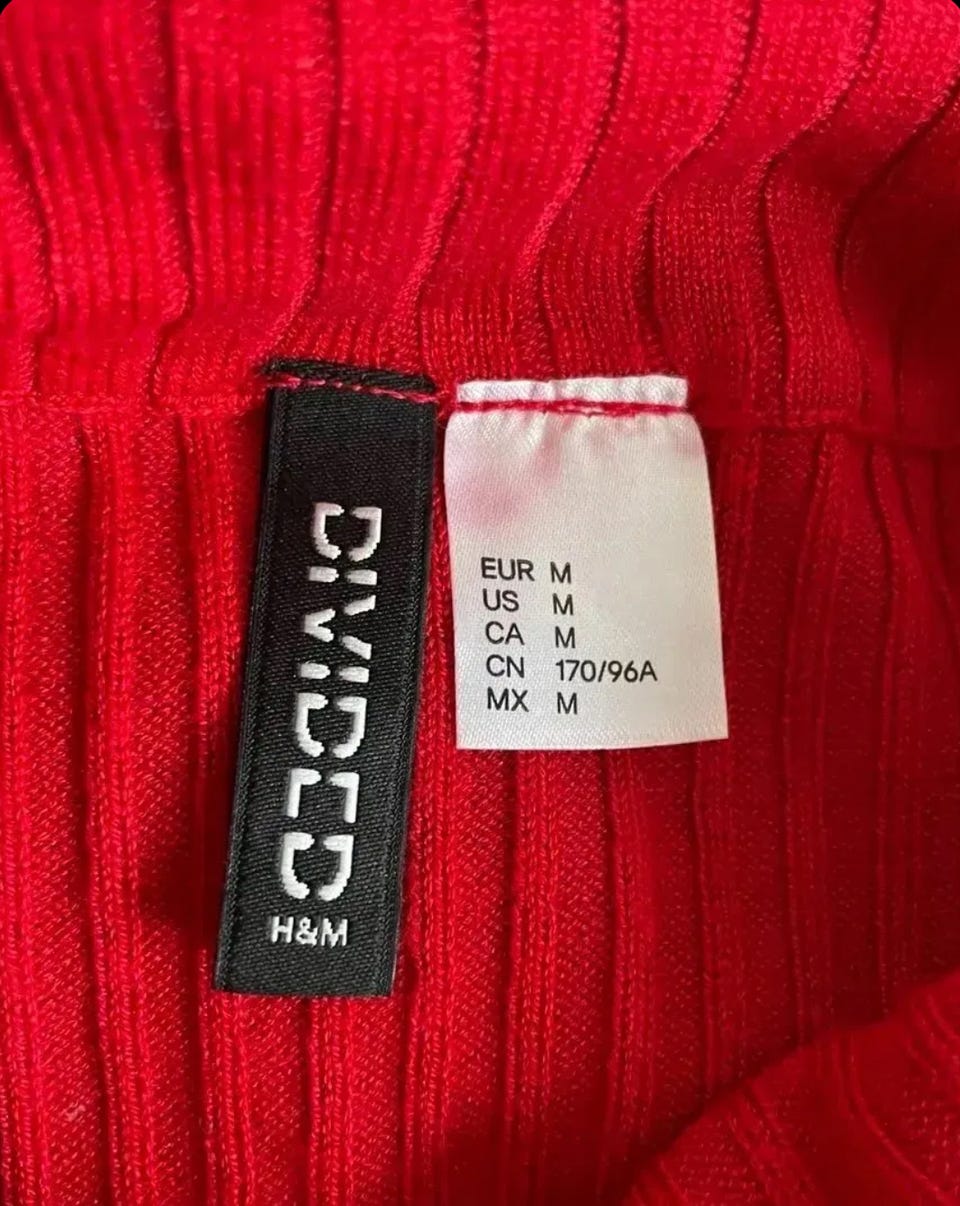 DIVIDED
H&M
EUR M
US M
CA M
CN 170/96A
MX M